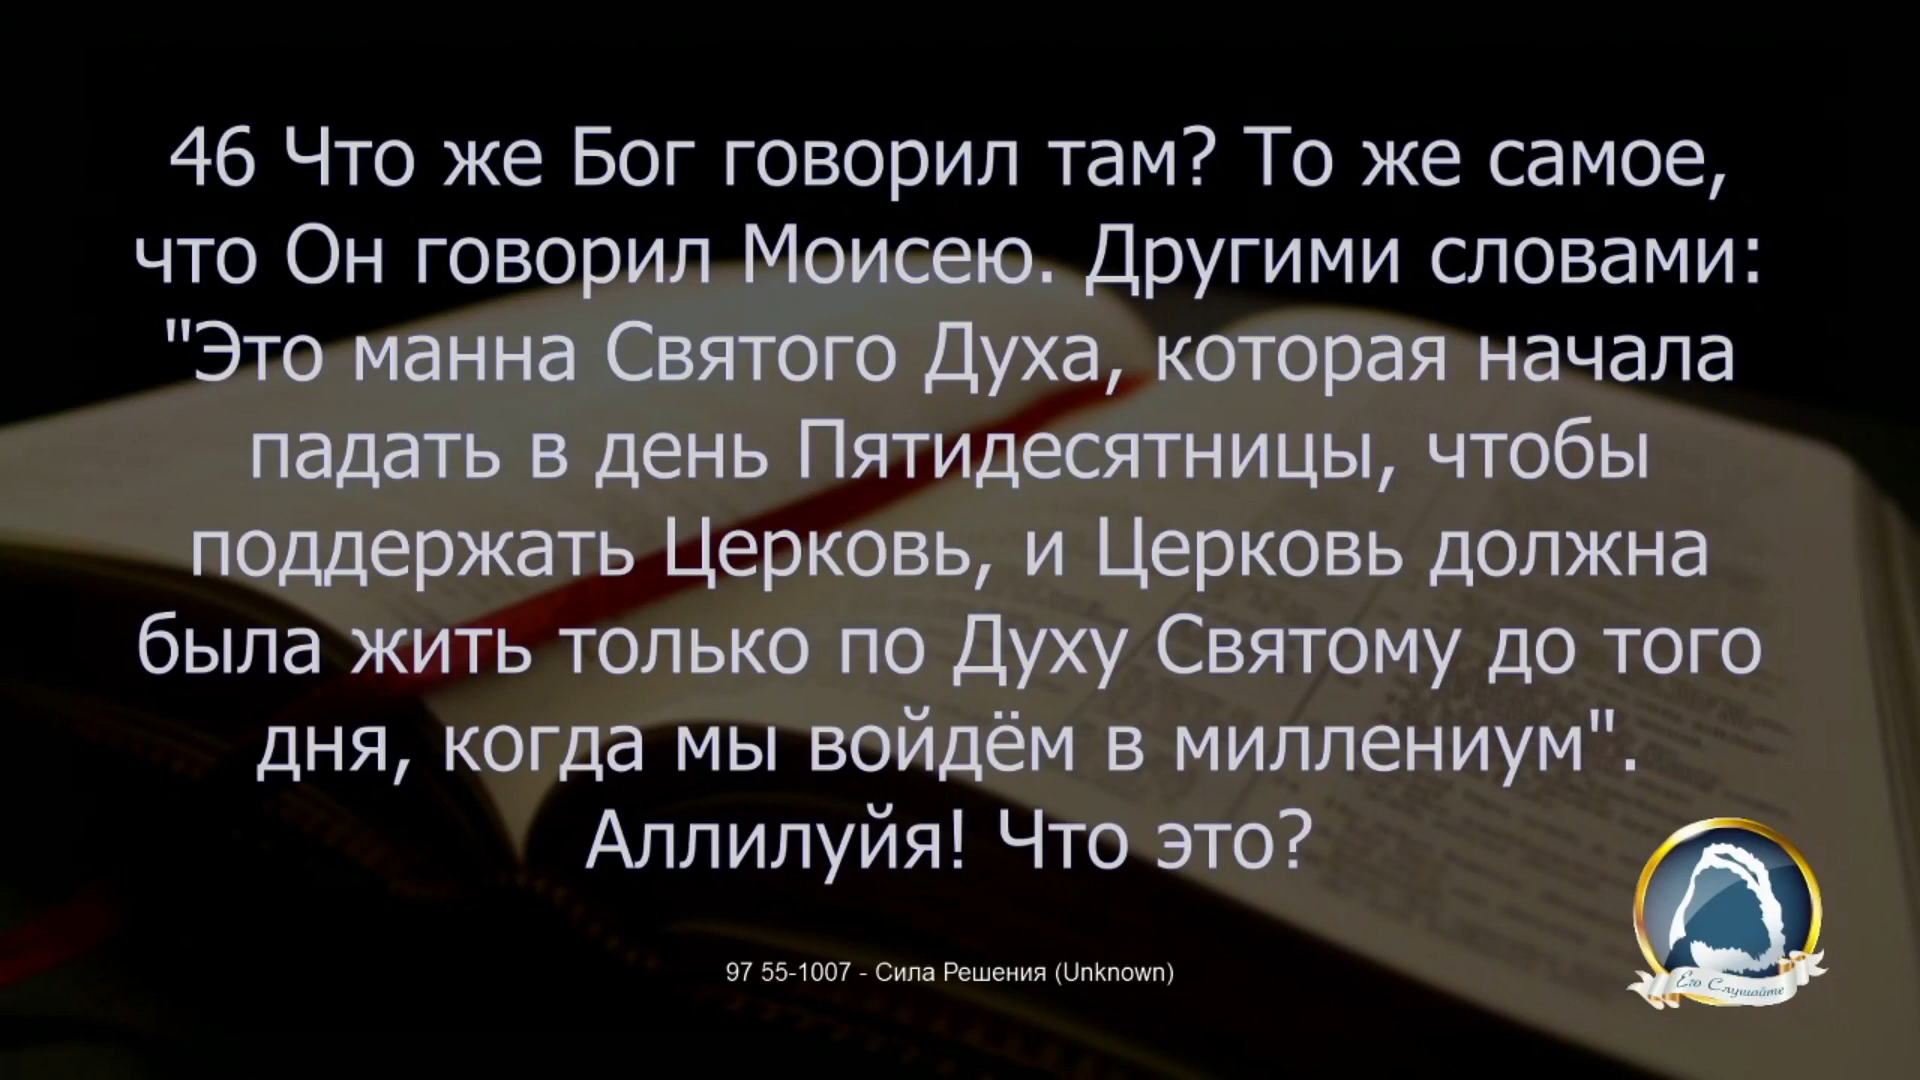 46 Что же Бог говорил там? То же самое,
что Он говорил Моисею. Другими словами:
"Это манна Святого Духа, которая начала
падать в день Пятидесятницы, чтобы
поддержать Церковь, и Церковь должна
была жить только по Духу Святому до того
дня, когда мы войдём в миллениум".
Аллилуйя! Что это?
97 55-1007 - Сила Решения (Unknown)
Его Слушайте